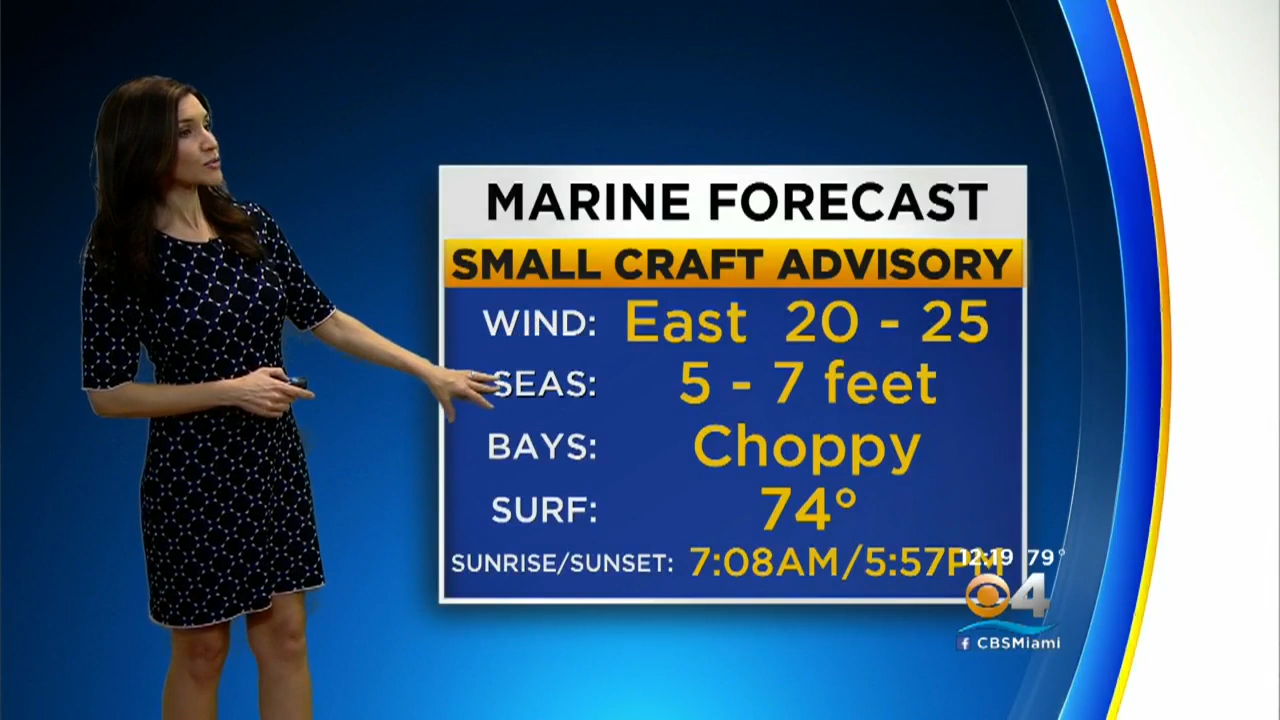 MARINE FORECAST
SMALL CRAFT ADVISORY
WIND: East 20 - 25
SEAS: 5 - 7 feet
BAYS: Choppy
SURF: 74°
SUNRISE/SUNSET: 7:08AM/5:57PM
12:19 79°
4
f CBSMiami